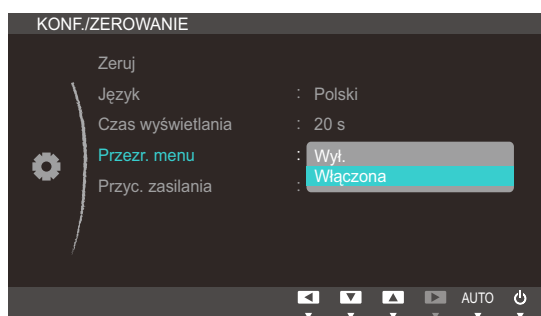 KONF./ZEROWANIE
Zeruj
Język : Polski
Czas wyświetlania : 20 s
Przezr. menu : Wył.
Włączona
Przyc. zasilania :
AUTO